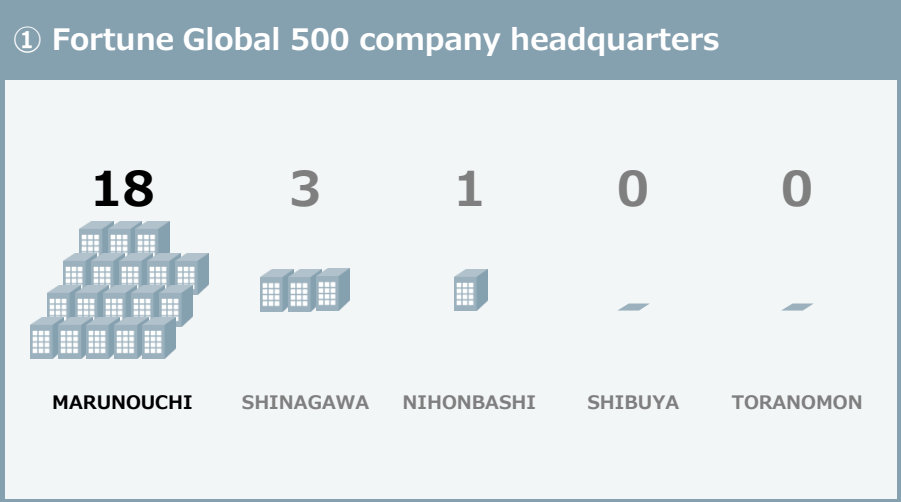 ① Fortune Global 500 company headquarters
18 3 1 0 0
MARUNOUCHI SHINAGAWA NIHONBASHI SHIBUYA TORANOMON